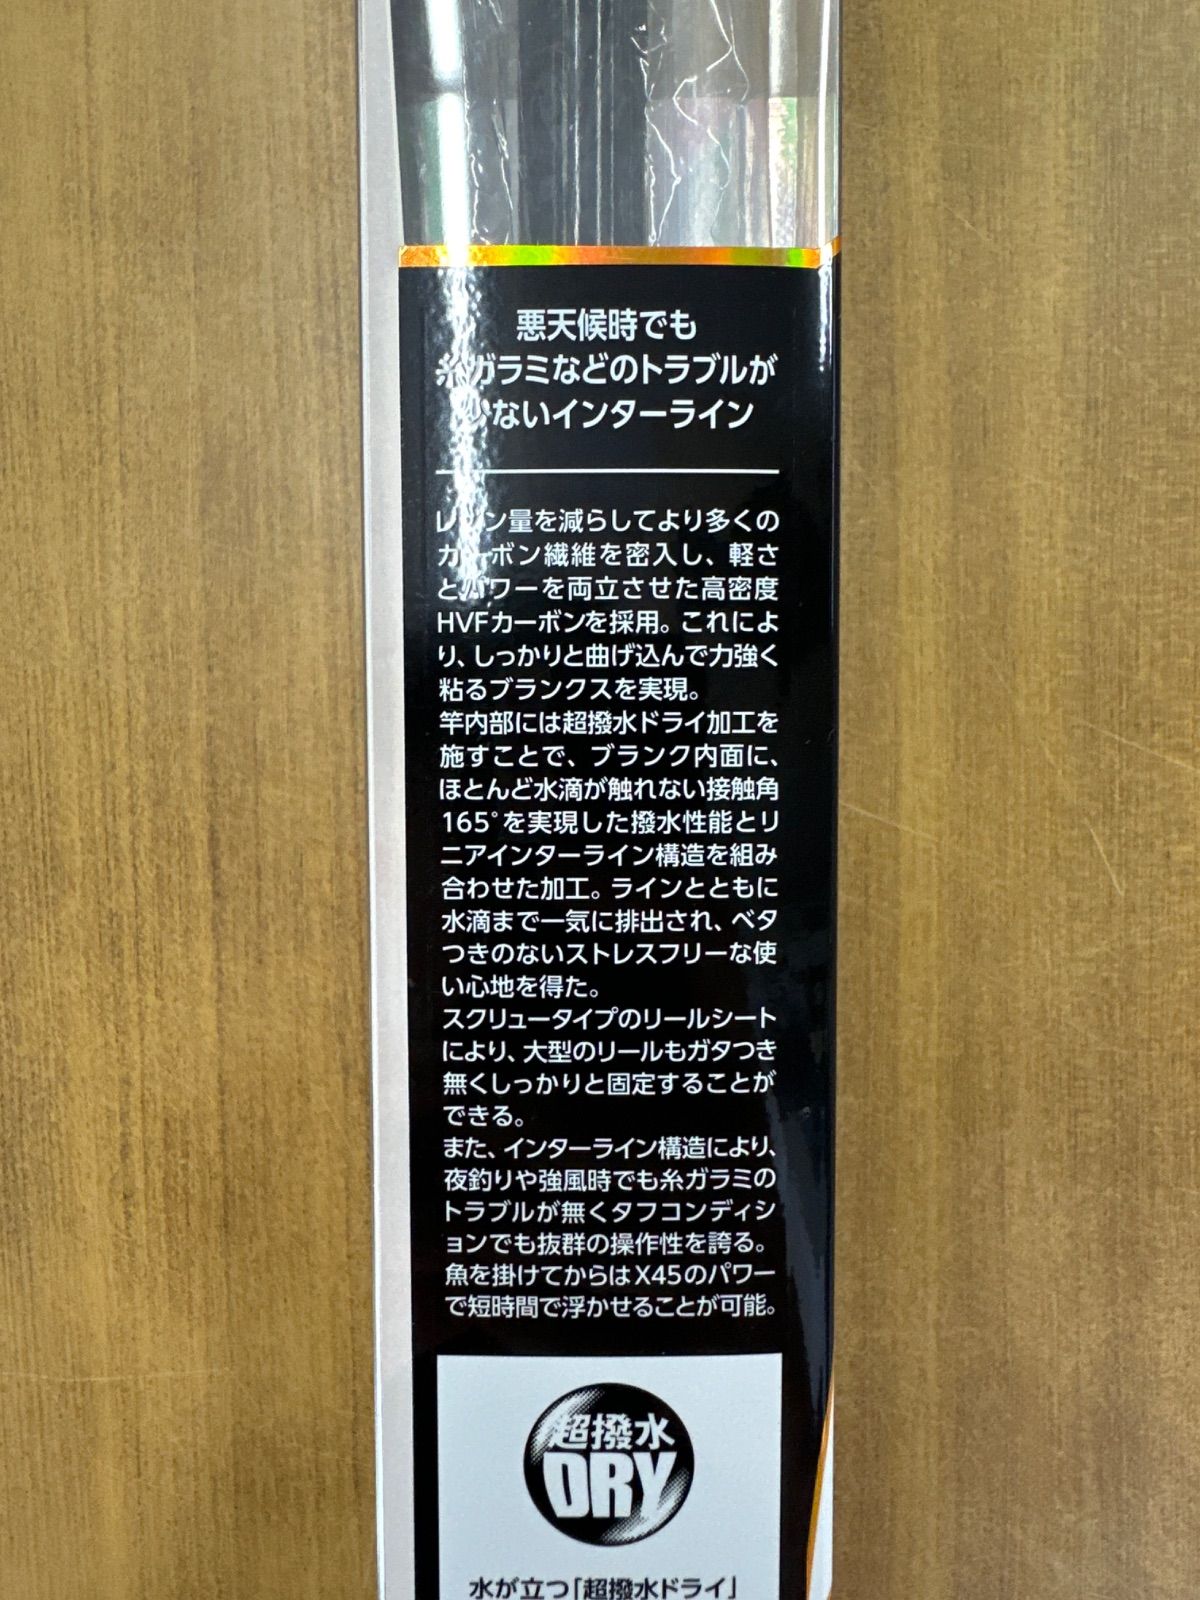 悪天候時でも
糸ガラミなどのトラブルが
少ないインターライン
レジン量を減らしてより多くの
カーボン繊維を密入し、軽さ
とパワーを両立させた高密度
HVFカーボンを採用。これによ
り、しっかりと曲げ込んで力強く
粘るブランクスを実現。
竿内部には超撥水ドライ加工を
施すことで、ブランク内面に、
ほとんど水滴が触れない接触角
165°を実現した撥水性能とリ
ニアインターライン構造を組み
合わせた加工。ラインとともに
水滴まで一気に排出され、ベタ
つきのないストレスフリーな使
い心地を得た。
スクリュータイプのリールシート
により、大型のリールもガタつき
無くしっかりと固定することが
できる。
また、インターライン構造により、
夜釣りや強風時でも糸ガラミの
トラブルが無くタフコンディシ
ョンでも抜群の操作性を誇る。
魚を掛けてからはX45のパワー
で短時間で浮かせることが可能。
超撥水
DRY
水が立つ「超撥水ドライ」